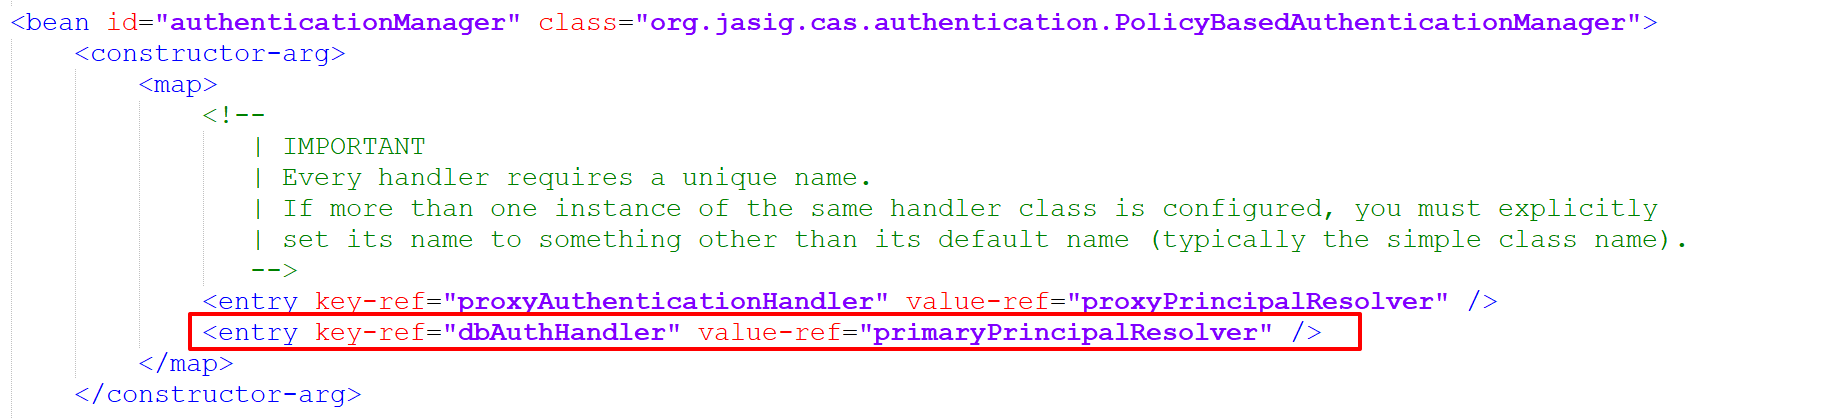 <bean id="authenticationManager" class="org.jasig.cas.authentication.PolicyBasedAuthenticationManager">
<constructor-arg>
<map>
<!--
| IMPORTANT
| Every handler requires a unique name.
| If more than one instance of the same handler class is configured, you must explicitly
| set its name to something other than its default name (typically the simple class name).
-->
<entry key-ref="proxyAuthenticationHandler" value-ref="proxyPrincipalResolver" />
<entry key-ref="dbAuthHandler" value-ref="primaryPrincipalResolver" />
</map>
</constructor-arg>